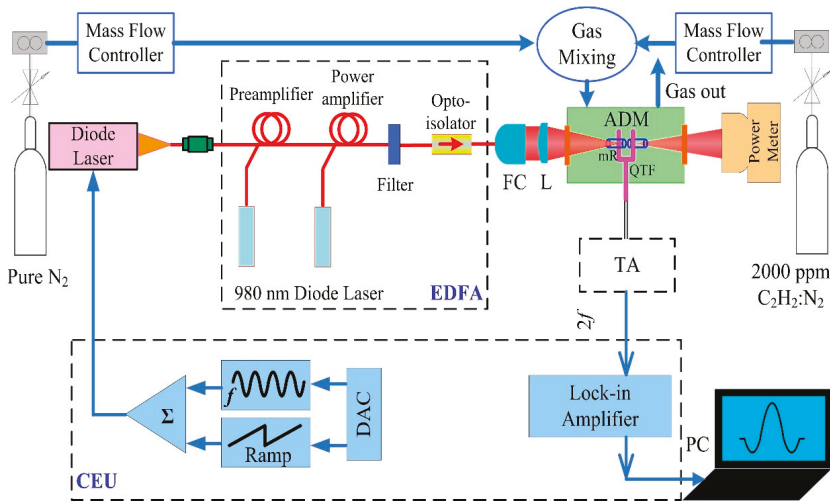 Mass Flow
Controller
Gas
Mixing
Mass Flow
Controller
Gas out
Preamplifier
Power
amplifier
Opto-
isolator
ADM
Diode
Laser
mR
QTF
Power
Meter
Filter
FC
L
Pure N₂
980 nm Diode Laser
EDFA
TA
2000 ppm
C₂H₂:N₂
2f
Σ
f
Ramp
DAC
Lock-in
Amplifier
PC
CEU